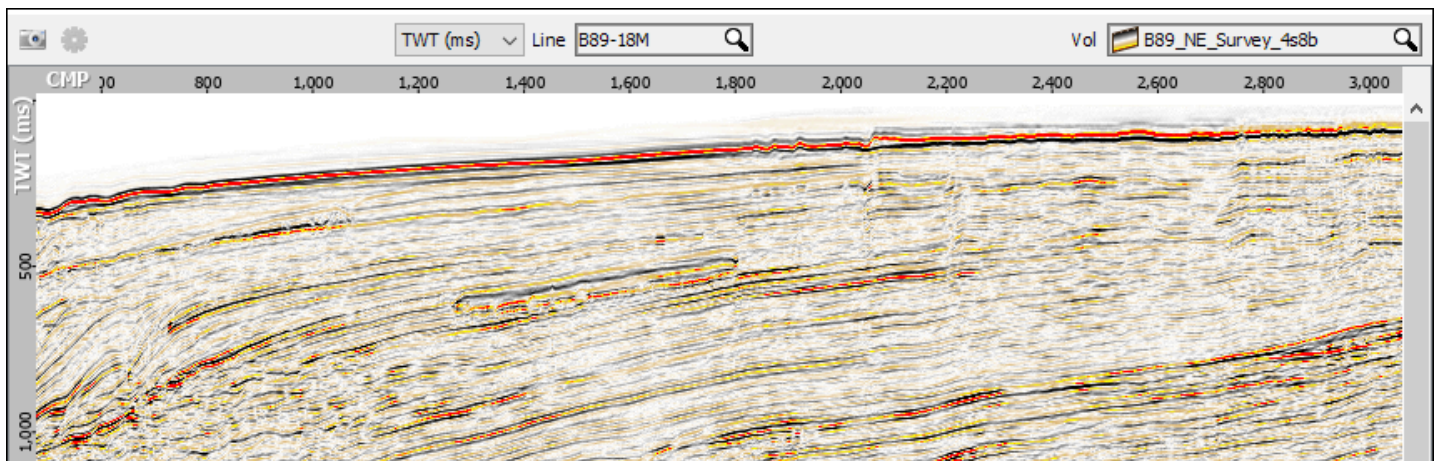 TWT (ms) Line B89-18M Vol B89_NE_Survey_4s8b
CMP 800 1,000 1,200 1,400 1,600 1,800 2,000 2,200 2,400 2,600 2,800 3,000
TWT (ms)
500
1,000